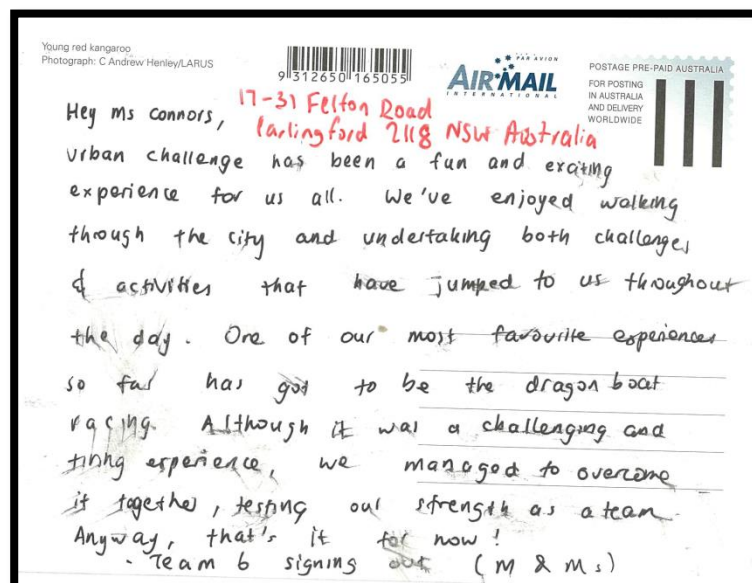 Young red kangaroo
Photograph: C Andrew Henley/LARUS
9 312650 165055
PAR AVION
AIR MAIL
INTERNATIONAL
POSTAGE PRE-PAID AUSTRALIA
FOR POSTING
IN AUSTRALIA
AND DELIVERY
WORLDWIDE
17-31 Felton Road
Carlingford 2118 NSW Australia
Hey Ms Connors,
urban challenge has been a fun and exciting
experience for us all. We've enjoyed walking
through the city and undertaking both challenges
& activities that have jumped to us throughout
the day. One of our most favourite experiences
so far has got to be the dragon boat
racing. Although it was a challenging and
tiring experience, we managed to overcome
it together, testing our strength as a team.
Anyway, that's it for now!
- Team 6 signing out (M & Ms)